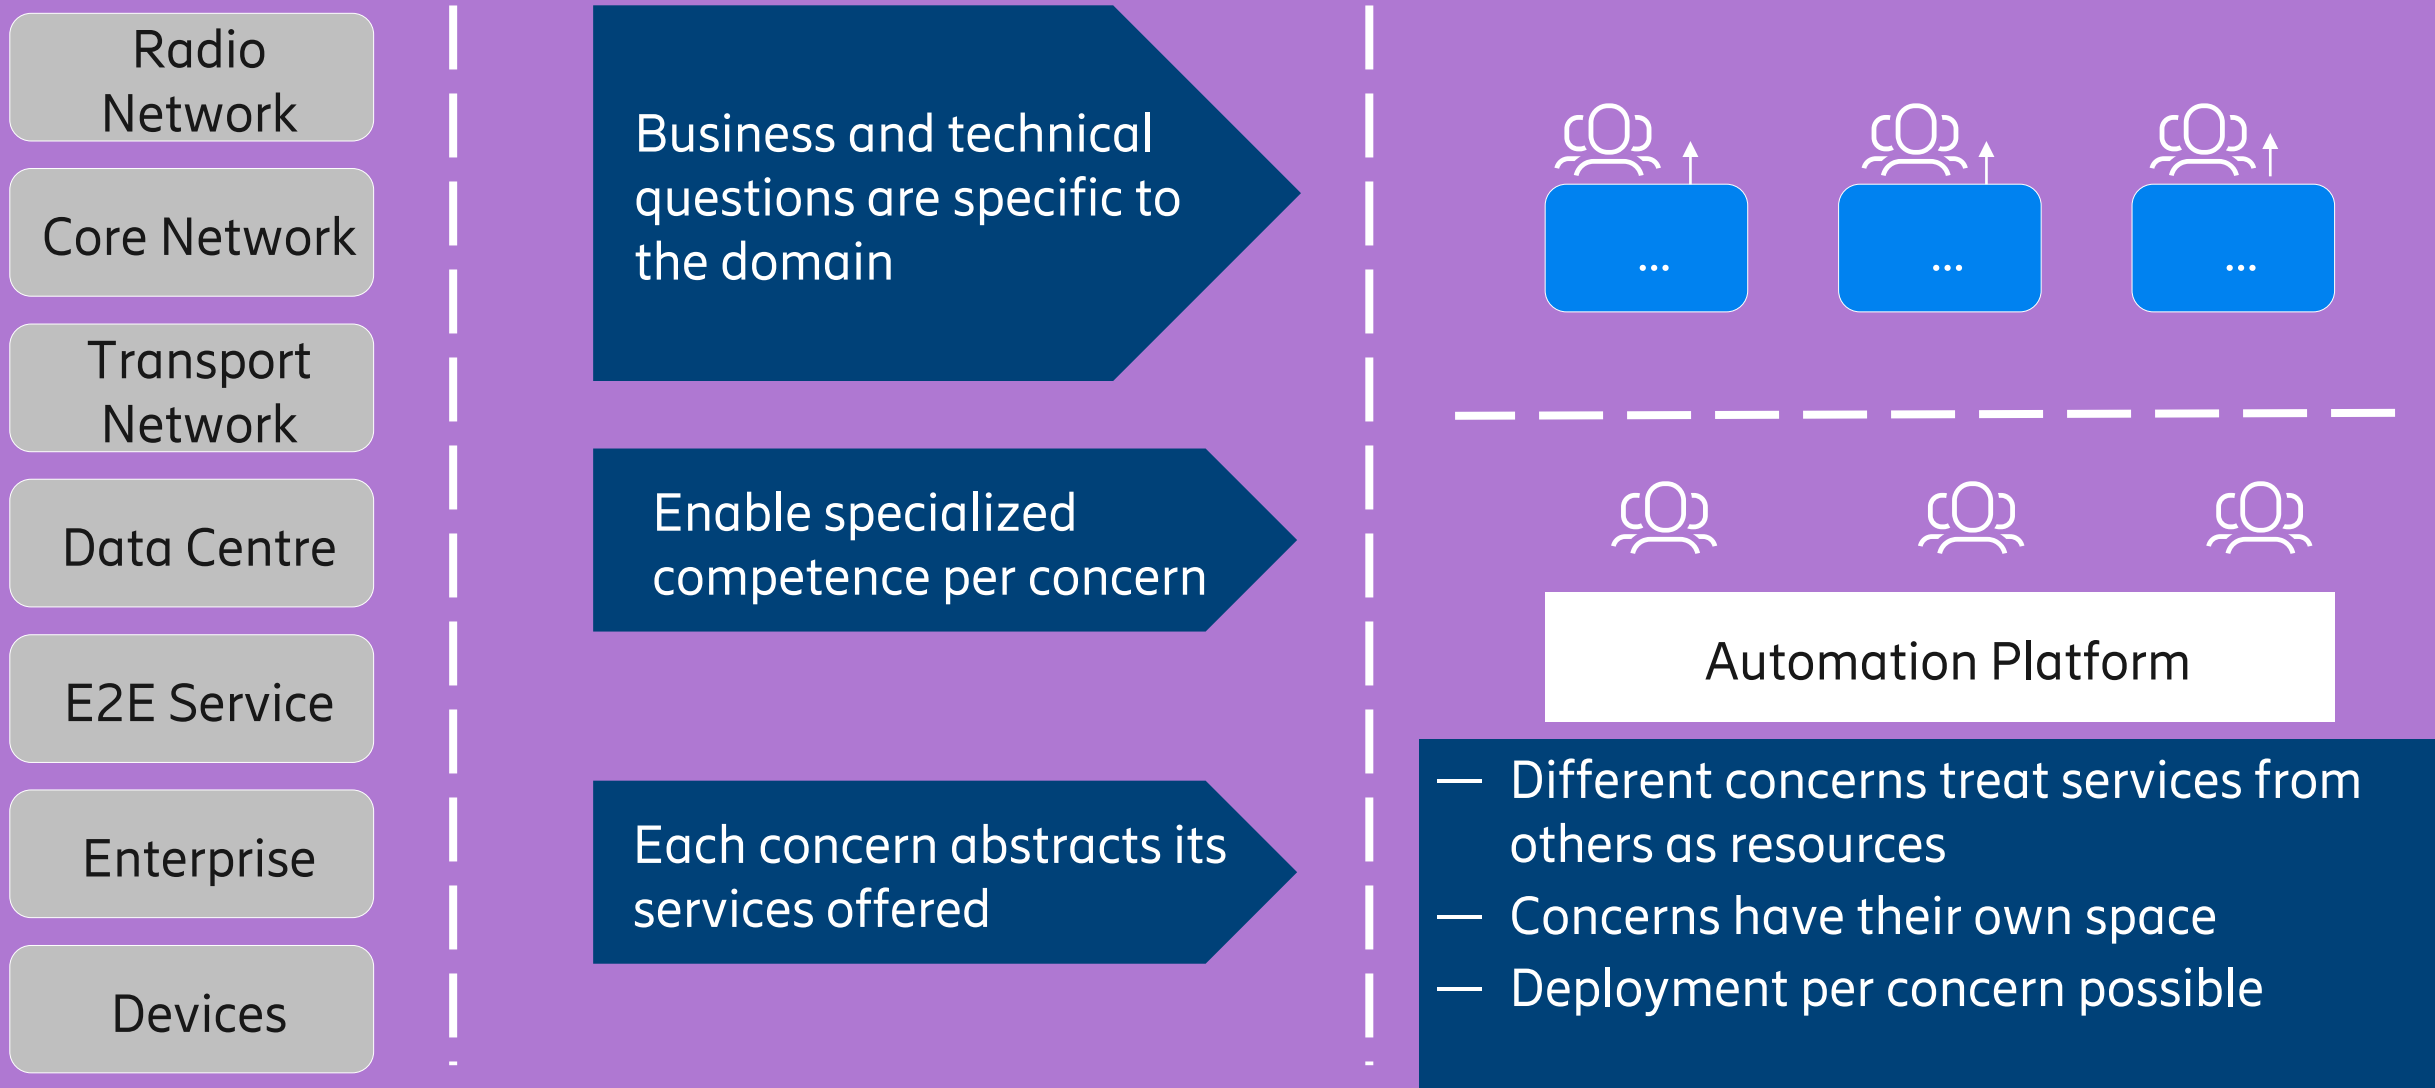 Radio
Network
Core Network
Transport
Network
Data Centre
E2E Service
Enterprise
Devices
Business and technical
questions are specific to
the domain
Enable specialized
competence per concern
Each concern abstracts its
services offered
... ... ...
Automation Platform
— Different concerns treat services from
others as resources
— Concerns have their own space
— Deployment per concern possible